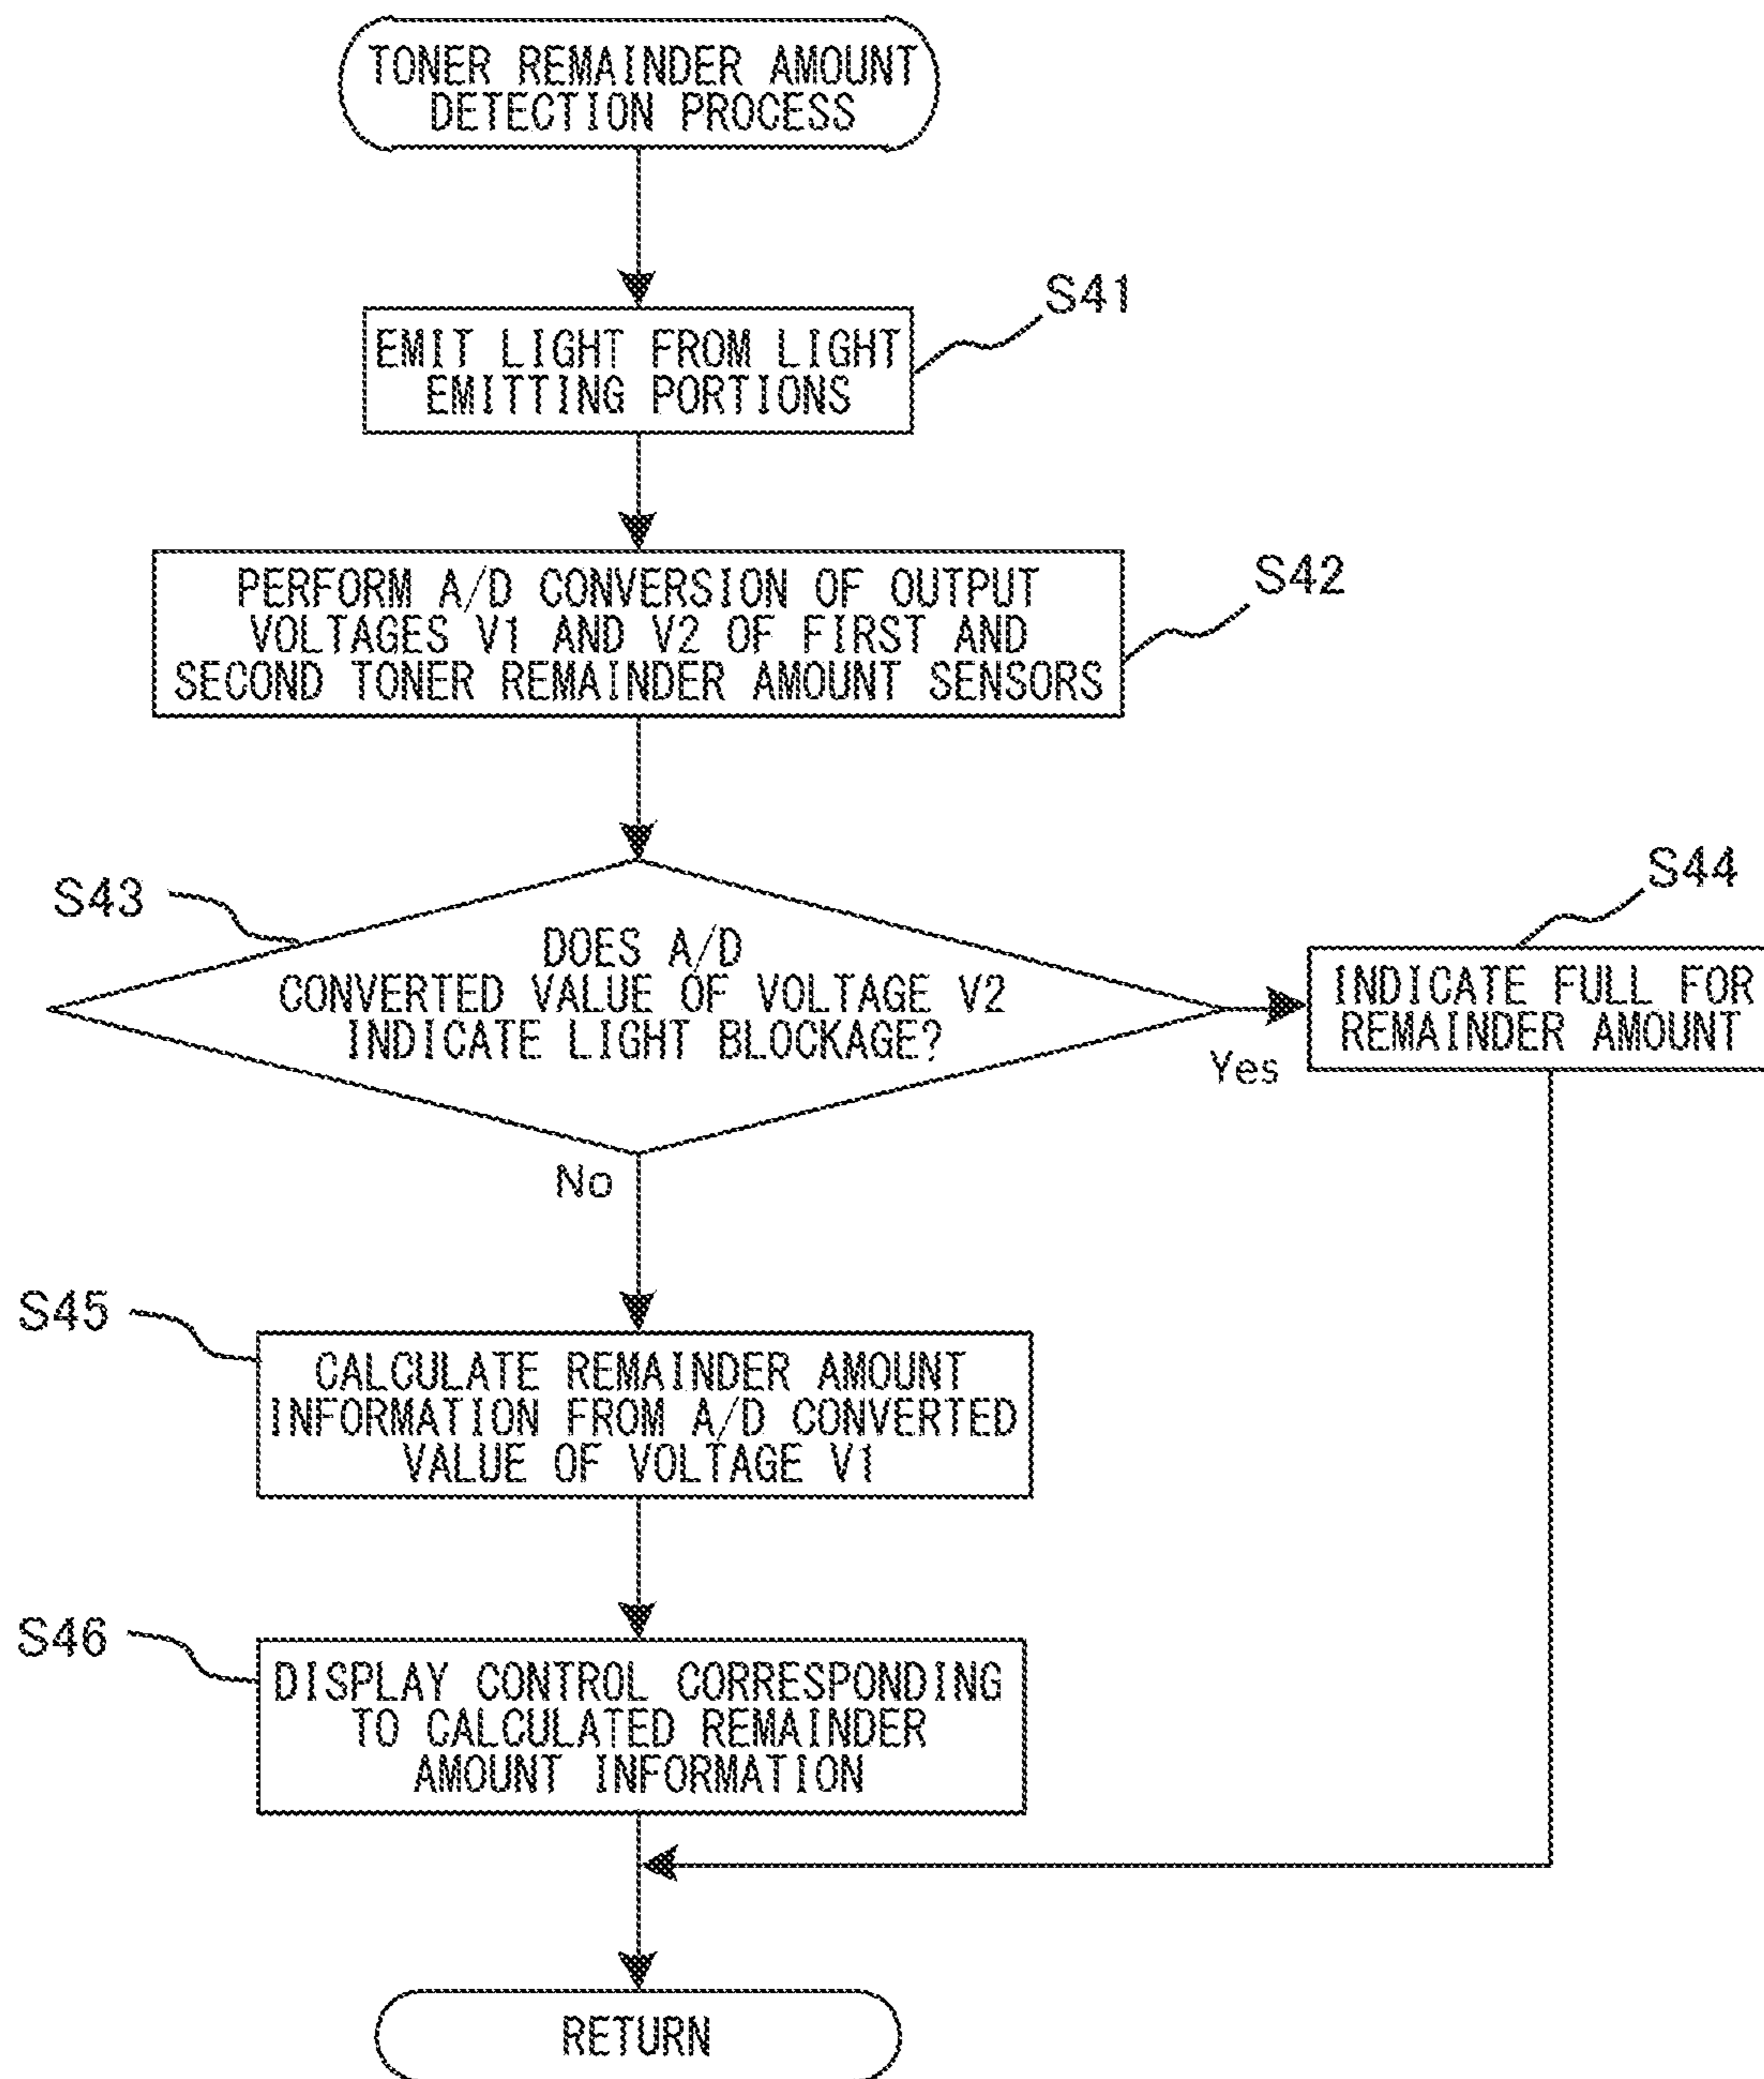 TONER REMAINDER AMOUNT
DETECTION PROCESS
S41
EMIT LIGHT FROM LIGHT
EMITTING PORTIONS
S42
PERFORM A/D CONVERSION OF OUTPUT
VOLTAGES V1 AND V2 OF FIRST AND
SECOND TONER REMAINDER AMOUNT SENSORS
S43
DOES A/D
CONVERTED VALUE OF VOLTAGE V2
INDICATE LIGHT BLOCKAGE?
Yes
S44
INDICATE FULL FOR
REMAINDER AMOUNT
No
S45
CALCULATE REMAINDER AMOUNT
INFORMATION FROM A/D CONVERTED
VALUE OF VOLTAGE V1
S46
DISPLAY CONTROL CORRESPONDING
TO CALCULATED REMAINDER
AMOUNT INFORMATION
RETURN